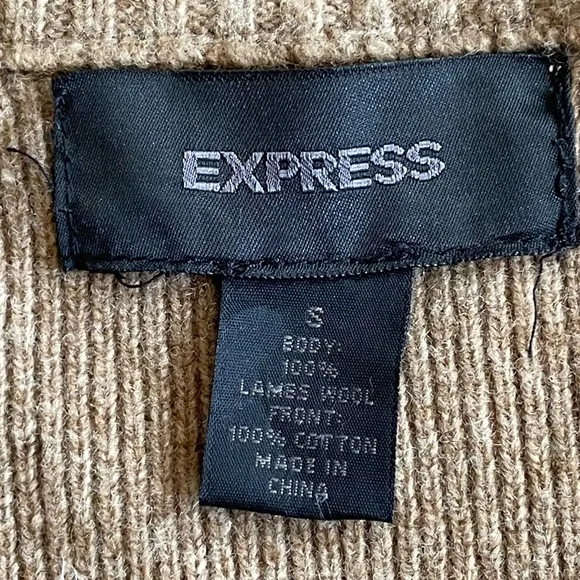 EXPRESS
S
BODY:
100%
LAMBS WOOL
FRONT:
100% COTTON
MADE IN
CHINA